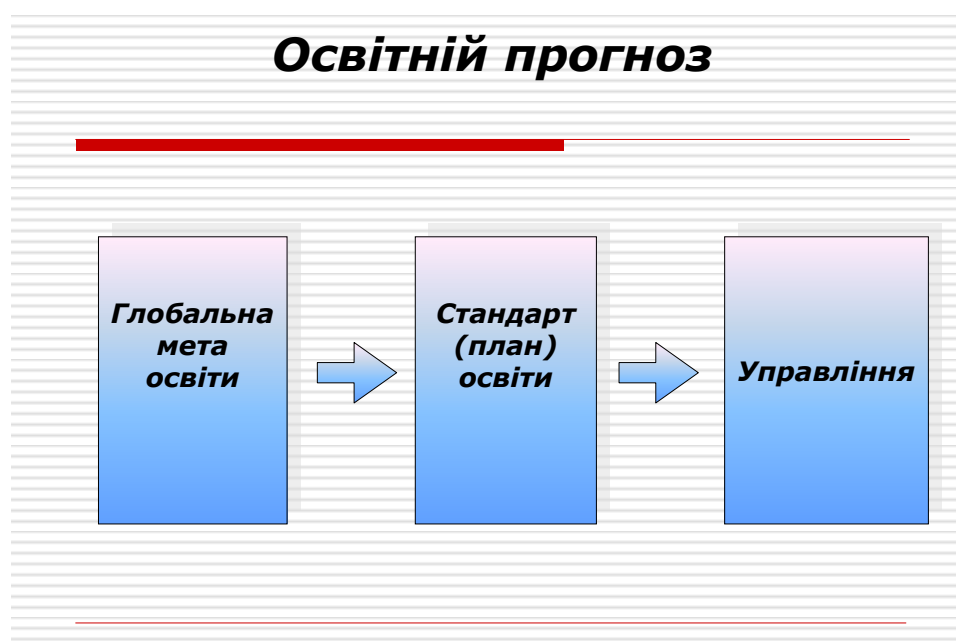 Освітній прогноз
Глобальна
мета
освіти
Стандарт
(план)
освіти
Управління